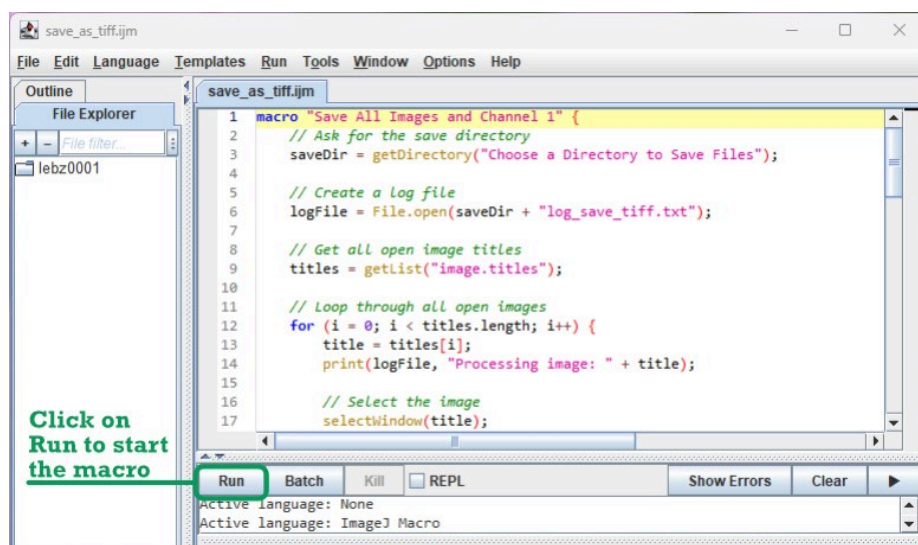 save_as_tiff.ijm
File Edit Language Templates Run Tools Window Options Help
Outline
File Explorer
+ - File filter...
lebz0001
save_as_tiff.ijm
1 macro "Save All Images and Channel 1" {
2 // Ask for the save directory
3 saveDir = getDirectory("Choose a Directory to Save Files");
4
5 // Create a log file
6 logFile = File.open(saveDir + "log_save_tiff.txt");
7
8 // Get all open image titles
9 titles = getList("image.titles");
10
11 // Loop through all open images
12 for (i = 0; i < titles.length; i++) {
13 title = titles[i];
14 print(logFile, "Processing image: " + title);
15
16 // Select the image
17 selectWindow(title);
Click on
Run to start
the macro
Run Batch Kill REPL Show Errors Clear
Active language: None
Active language: ImageJ Macro